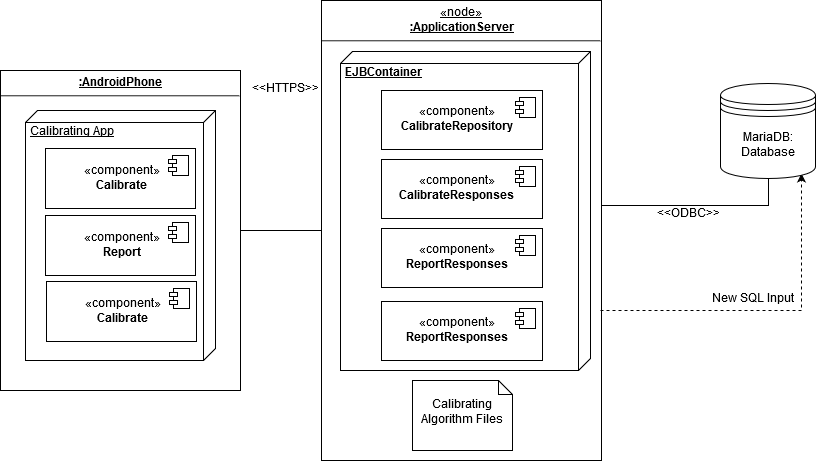 :AndroidPhone
Calibrating App
«component»
Calibrate
«component»
Report
«component»
Calibrate
<<HTTPS>>
«node»
:ApplicationServer
EJBContainer
«component»
CalibrateRepository
«component»
CalibrateResponses
«component»
ReportResponses
«component»
ReportResponses
Calibrating
Algorithm Files
MariaDB:
Database
<<ODBC>>
New SQL Input